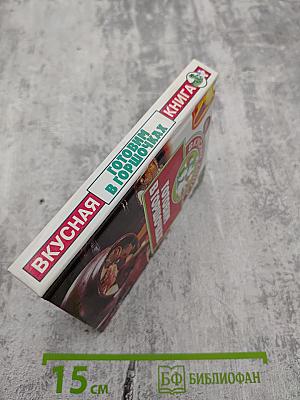 ВКУСНАЯ
ГОТОВИМ
В ГОРШОЧКАХ
КНИГА
15 см
БФ БИБЛИОФАН